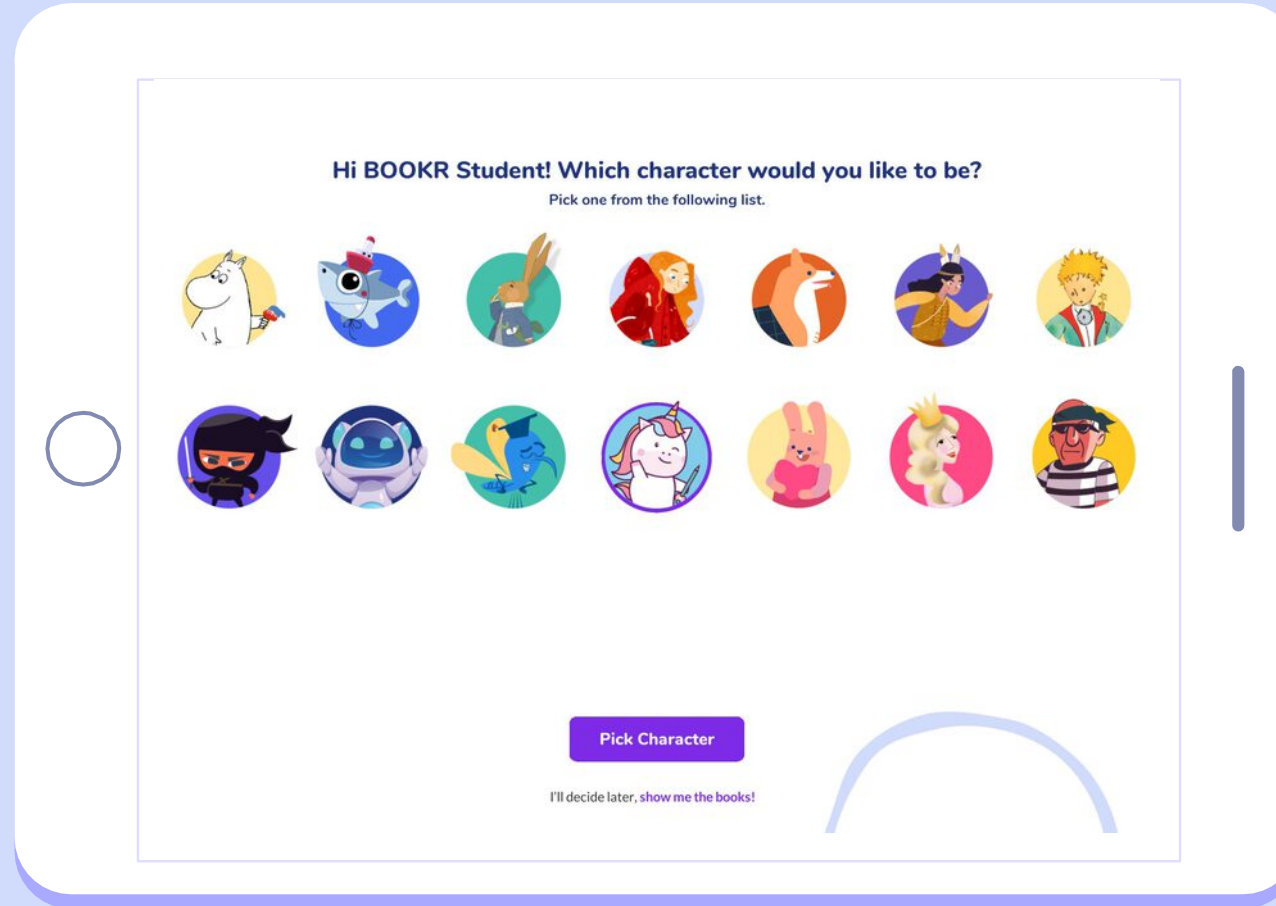 Hi BOOKR Student! Which character would you like to be?
Pick one from the following list.
Pick Character
I'll decide later, show me the books!